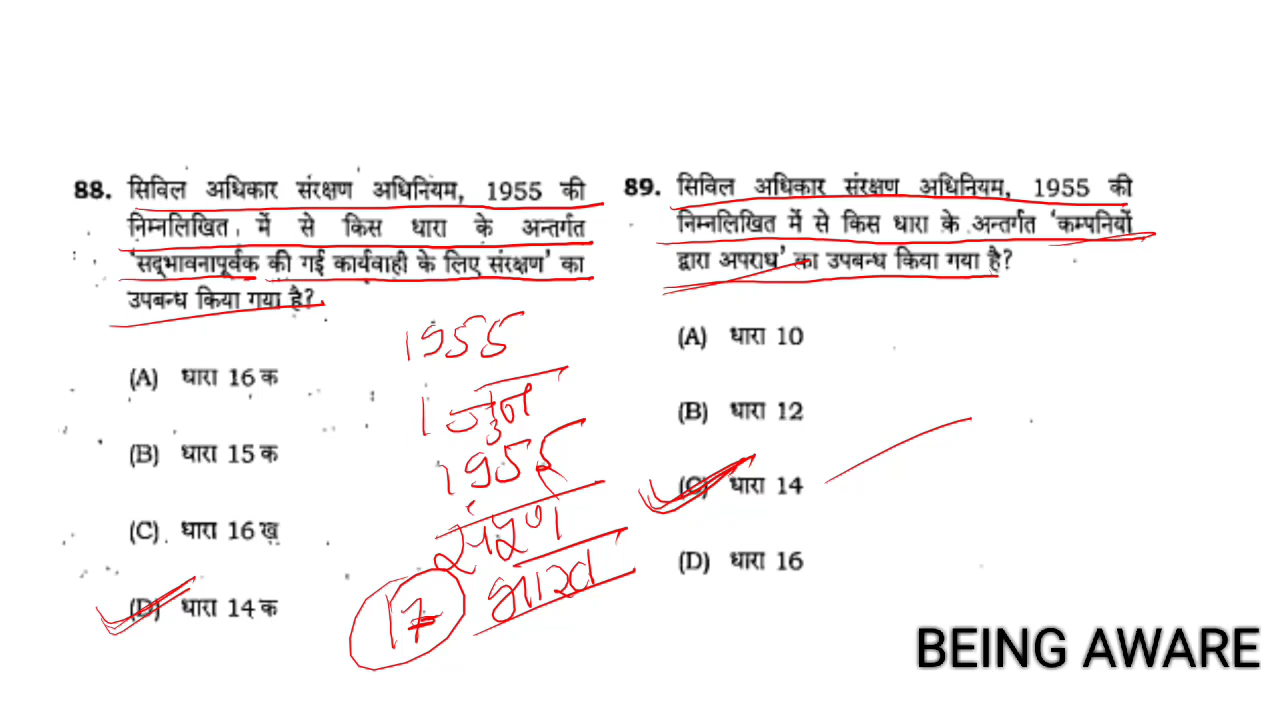 88. सिविल अधिकार संरक्षण अधिनियम, 1955 की
निम्नलिखित में से किस धारा के अन्तर्गत
'सद्भावनापूर्वक की गई कार्यवाही के लिए संरक्षण' का
उपबन्ध किया गया है?
(A) धारा 16 क
(B) धारा 15 क
(C) धारा 16 ख
(D) धारा 14 क
1955
1 जुन
1955
संपूण
भारत
17
89. सिविल अधिकार संरक्षण अधिनियम, 1955 की
निम्नलिखित में से किस धारा के अन्तर्गत 'कम्पनियों
द्वारा अपराध' का उपबन्ध किया गया है?
(A) धारा 10
(B) धारा 12
(C) धारा 14
(D) धारा 16
BEING AWARE